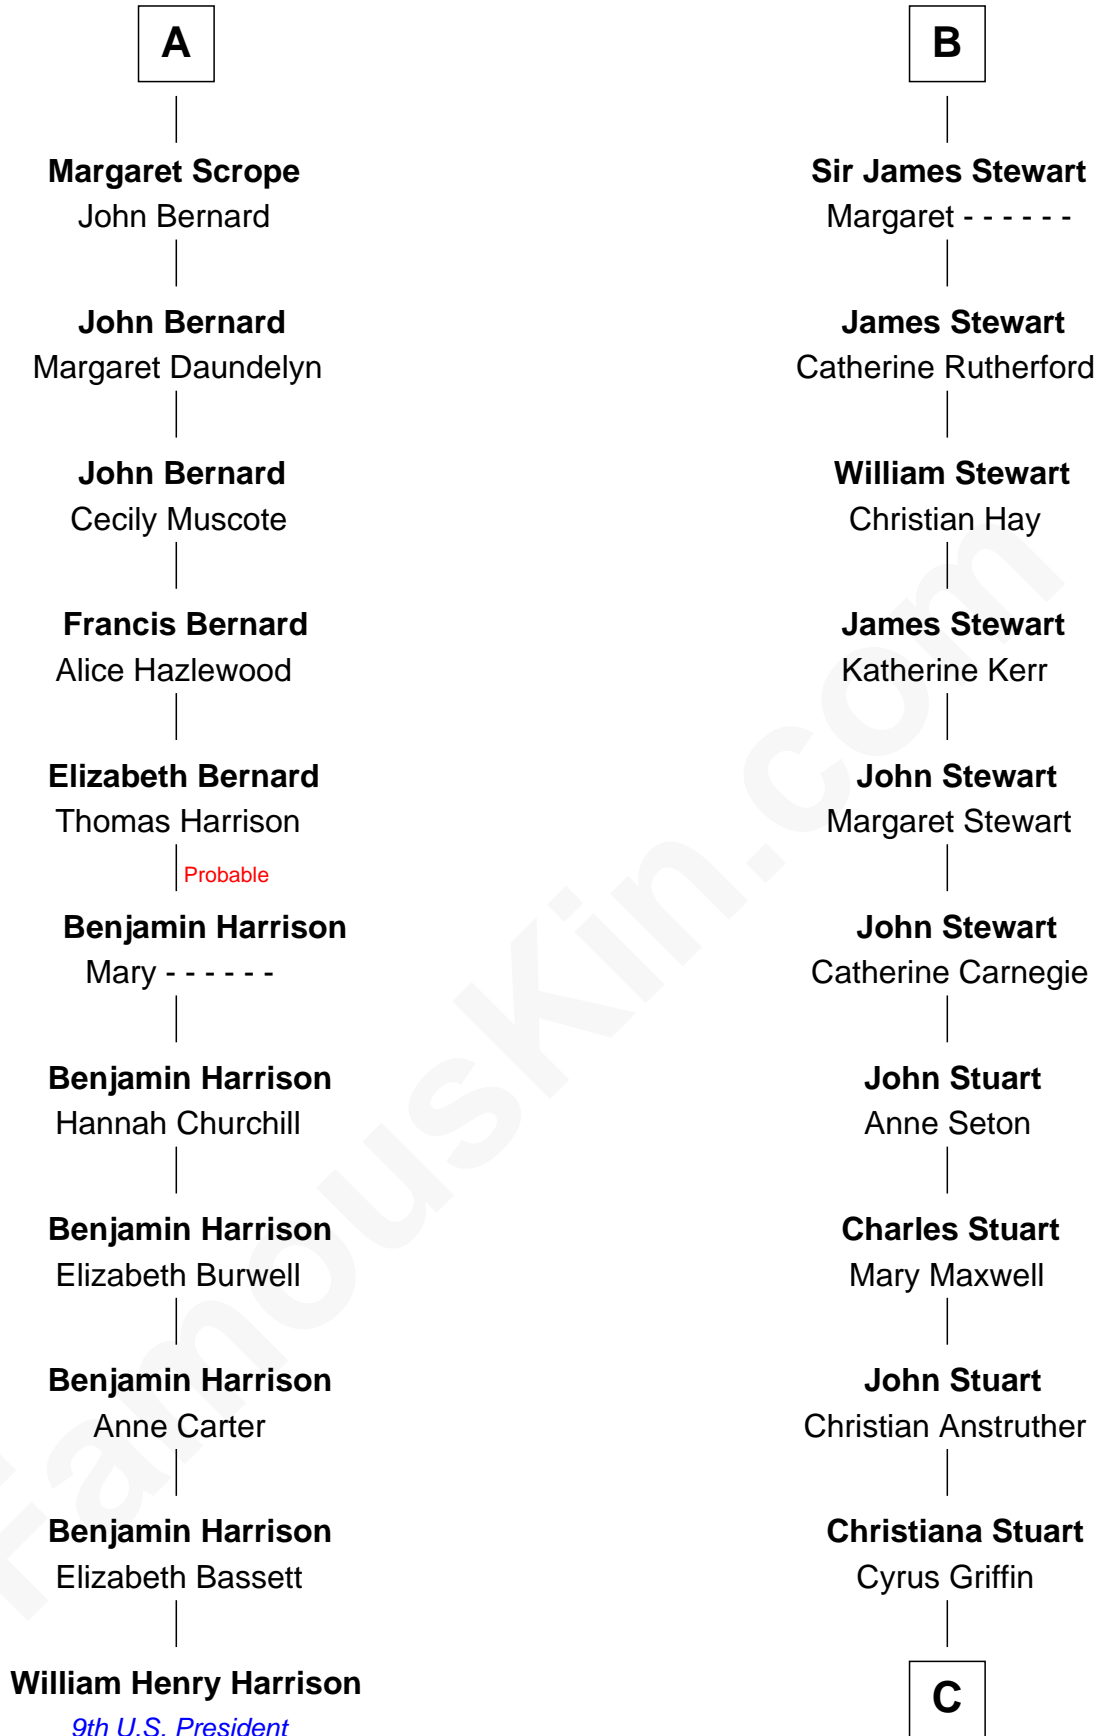 A
Margaret Scrope
John Bernard
John Bernard
Margaret Daundelyn
John Bernard
Cecily Muscote
Francis Bernard
Alice Hazlewood
Elizabeth Bernard
Thomas Harrison
Probable
Benjamin Harrison
Mary - - - - - -
Benjamin Harrison
Hannah Churchill
Benjamin Harrison
Elizabeth Burwell
Benjamin Harrison
Anne Carter
Benjamin Harrison
Elizabeth Bassett
William Henry Harrison
9th U.S. President
B
Sir James Stewart
Margaret - - - - - -
James Stewart
Catherine Rutherford
William Stewart
Christian Hay
James Stewart
Katherine Kerr
John Stewart
Margaret Stewart
John Stewart
Catherine Carnegie
John Stuart
Anne Seton
Charles Stuart
Mary Maxwell
John Stuart
Christian Anstruther
Christiana Stuart
Cyrus Griffin
C
FamousKin.com